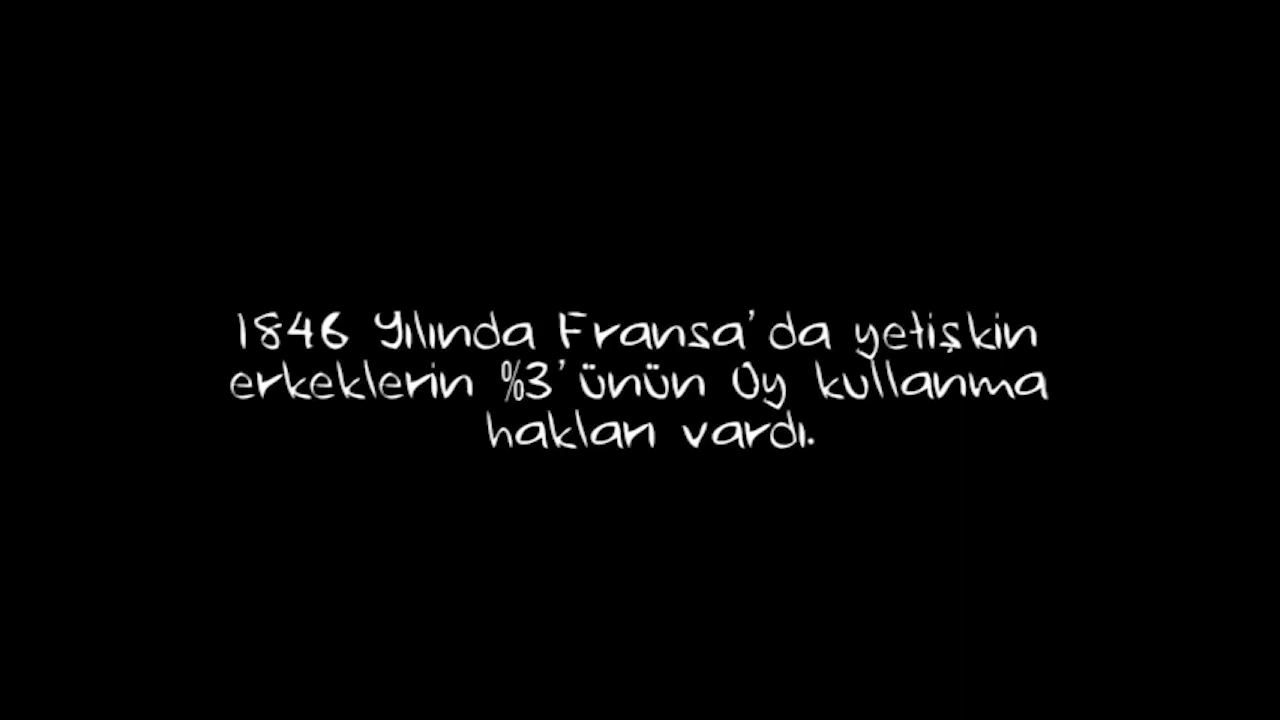 1846 Yılında Fransa'da yetişkin
erkeklerin %3'ünün Oy kullanma
hakları vardı.